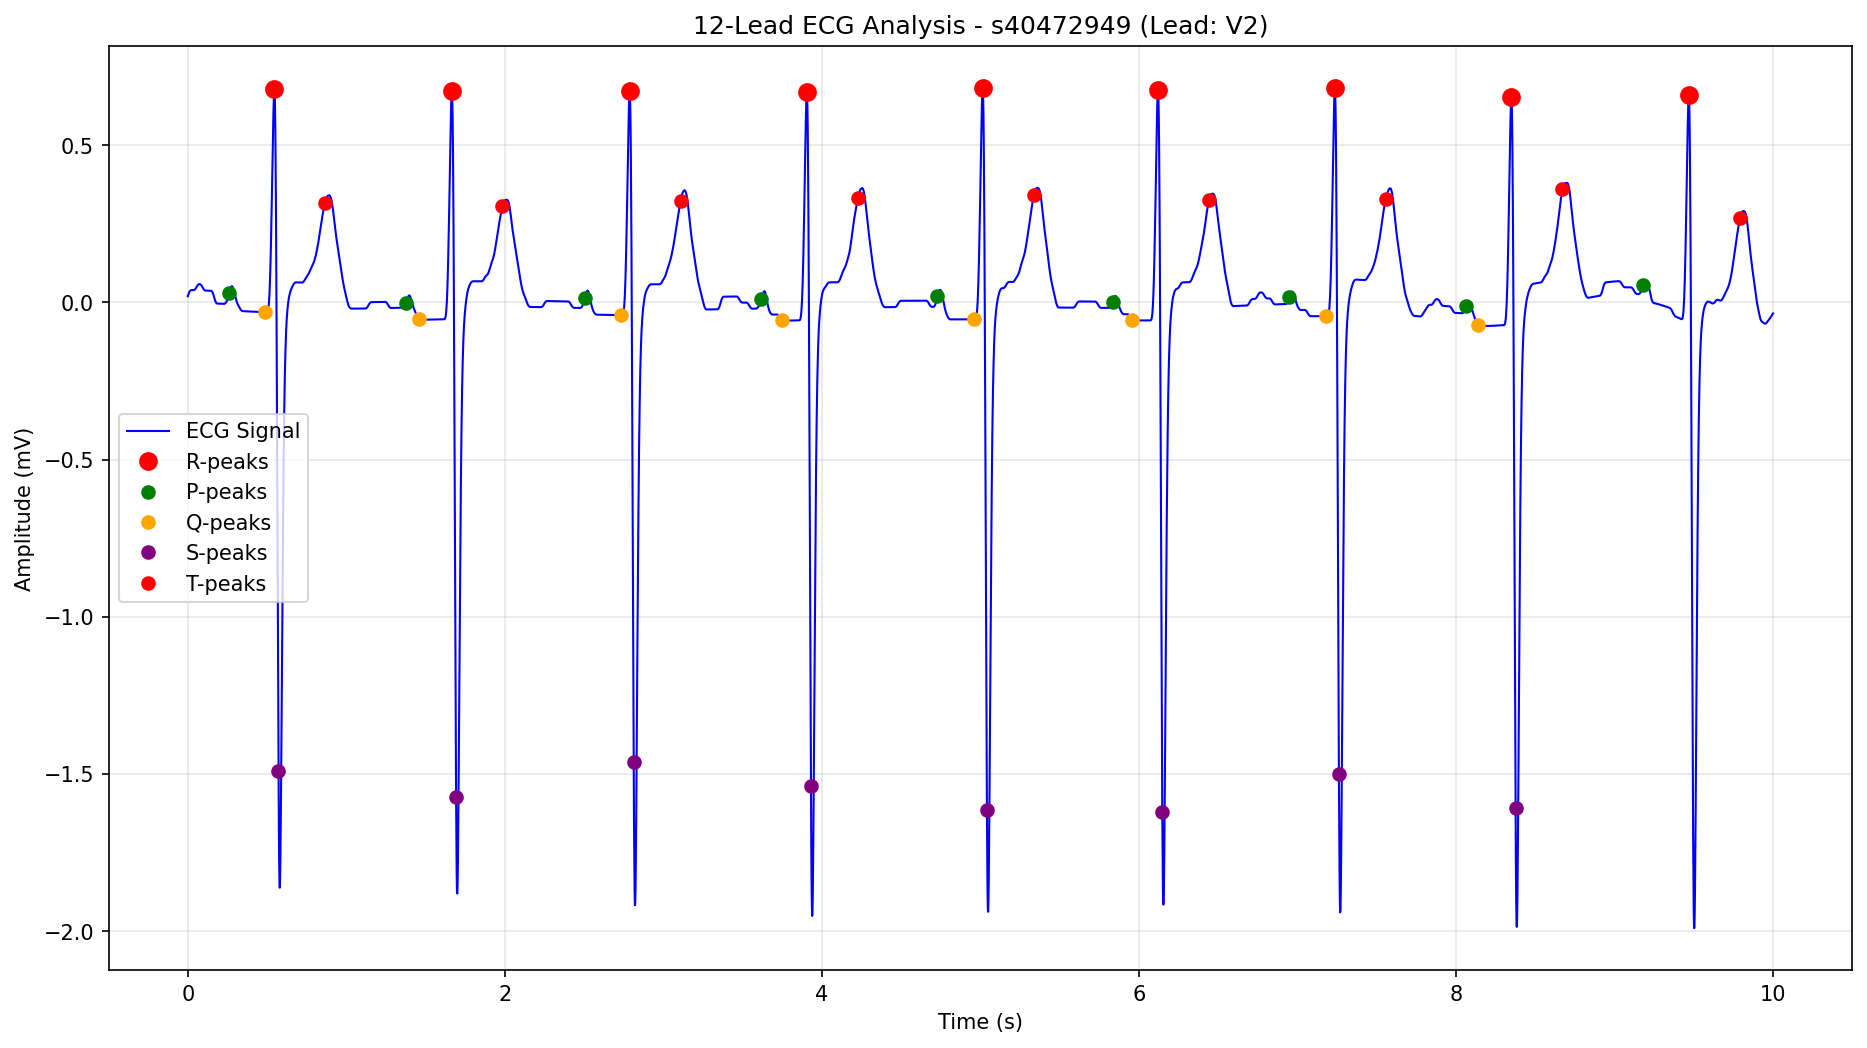 12-Lead ECG Analysis - s40472949 (Lead: V2)
Amplitude (mV)
0.5
0.0
−0.5
−1.0
−1.5
−2.0
ECG Signal
R-peaks
P-peaks
Q-peaks
S-peaks
T-peaks
0 2 4 6 8 10
Time (s)